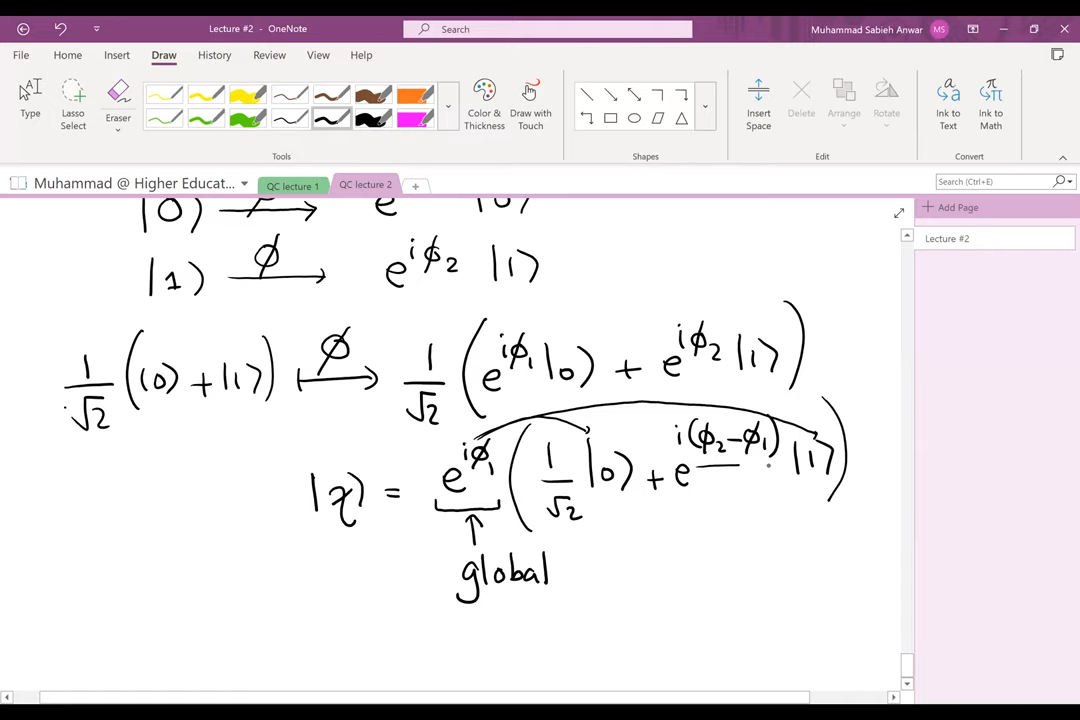 Lecture #2 - OneNote
Search
Muhammad Sabieh Anwar MS
File Home Insert Draw History Review View Help
Type Lasso Select Eraser Color & Thickness Draw with Touch Insert Space Delete Arrange Rotate Ink to Text Ink to Math
Tools Shapes Edit Convert
Muhammad @ Higher Educat... QC lecture 1 QC lecture 2 + Search (Ctrl+E)
+ Add Page
Lecture #2
|0⟩ ⟶ e |0⟩
|1⟩ —ϕ→ e^{iϕ2} |1⟩
1/√2 (|0⟩ + |1⟩) —ϕ→ 1/√2 (e^{iϕ1}|0⟩ + e^{iϕ2}|1⟩)
|χ⟩ = e^{iϕ1} (1/√2 |0⟩ + e^{i(ϕ2−ϕ1)} |1⟩)
↑
global